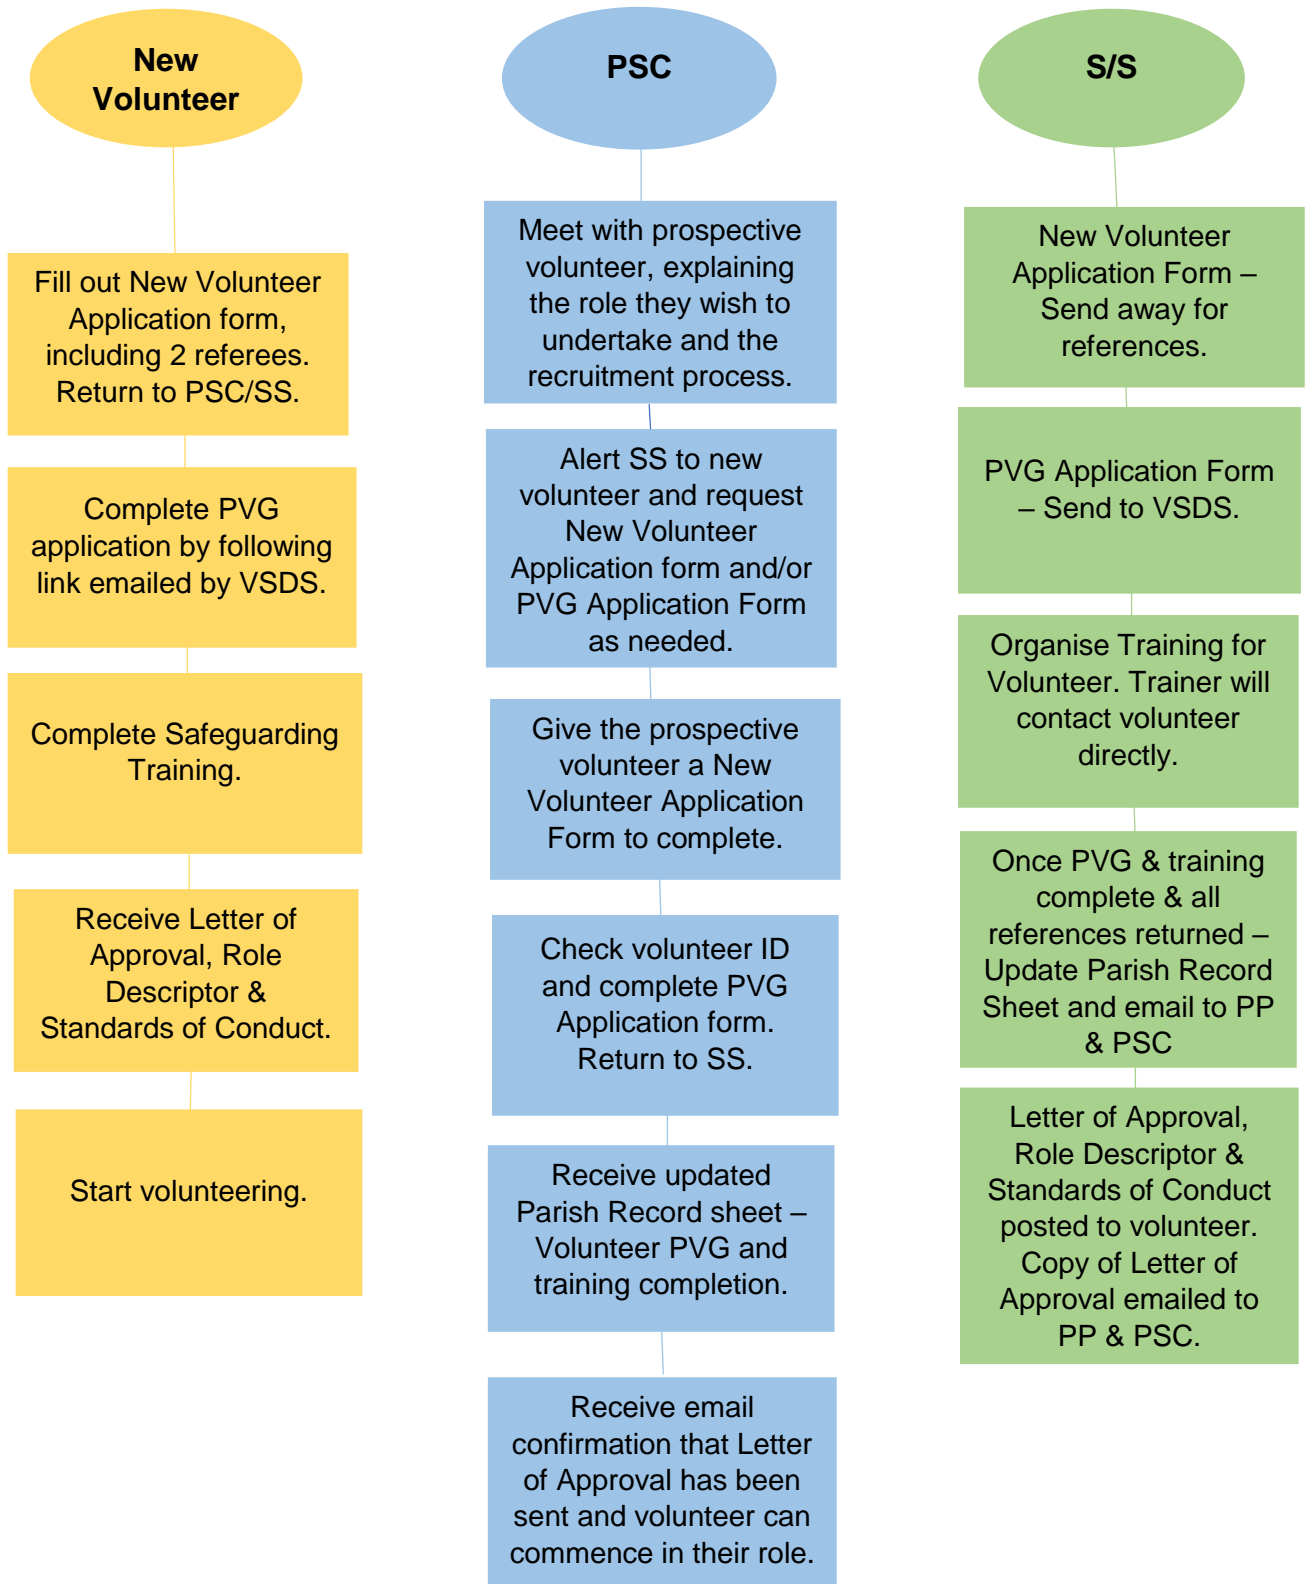 New
Volunteer
Fill out New Volunteer
Application form,
including 2 referees.
Return to PSC/SS.
Complete PVG
application by following
link emailed by VSDS.
Complete Safeguarding
Training.
Receive Letter of
Approval, Role
Descriptor &
Standards of Conduct.
Start volunteering.
PSC
Meet with prospective
volunteer, explaining
the role they wish to
undertake and the
recruitment process.
Alert SS to new
volunteer and request
New Volunteer
Application form and/or
PVG Application Form
as needed.
Give the prospective
volunteer a New
Volunteer Application
Form to complete.
Check volunteer ID
and complete PVG
Application form.
Return to SS.
Receive updated
Parish Record sheet –
Volunteer PVG and
training completion.
Receive email
confirmation that Letter
of Approval has been
sent and volunteer can
commence in their role.
S/S
New Volunteer
Application Form –
Send away for
references.
PVG Application Form
– Send to VSDS.
Organise Training for
Volunteer. Trainer will
contact volunteer
directly.
Once PVG & training
complete & all
references returned –
Update Parish Record
Sheet and email to PP
& PSC
Letter of Approval,
Role Descriptor &
Standards of Conduct
posted to volunteer.
Copy of Letter of
Approval emailed to
PP & PSC.